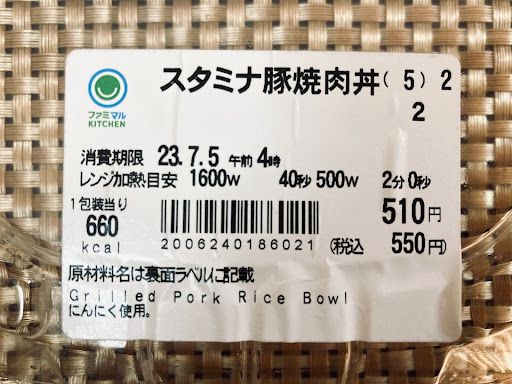 スタミナ豚焼肉丼(5)2
2
ファミマル
KITCHEN
消費期限 23.7.5 午前4時
レンジ加熱目安 1600W 40秒 500W 2分0秒
1包装当り
660
kcal
510円
2006240186021
(税込 550円)
原材料名は裏面ラベルに記載
Grilled Pork Rice Bowl
にんにく使用。